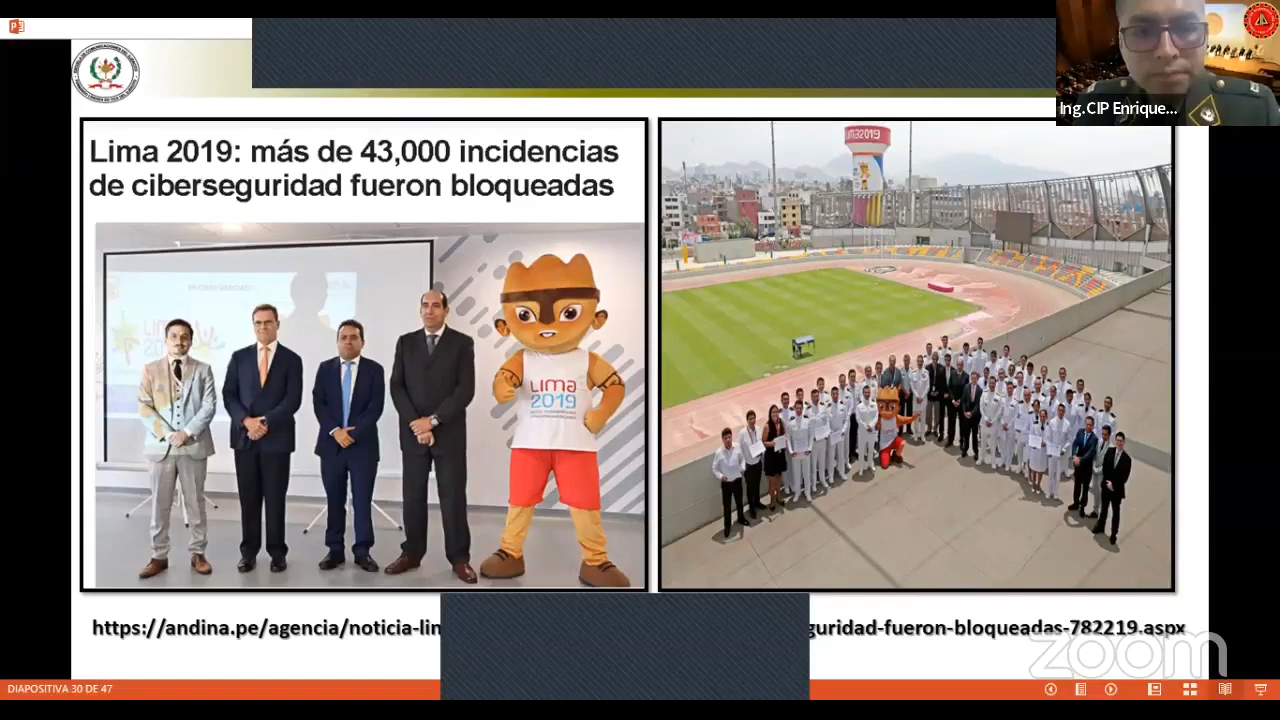 Ing.CIP Enrique...
Lima 2019: más de 43,000 incidencias
de ciberseguridad fueron bloqueadas
LIMA
2019
LIMA2019
https://andina.pe/agencia/noticia-lin
guridad-fueron-bloqueadas-782219.aspx
zoom
DIAPOSITIVA 30 DE 47